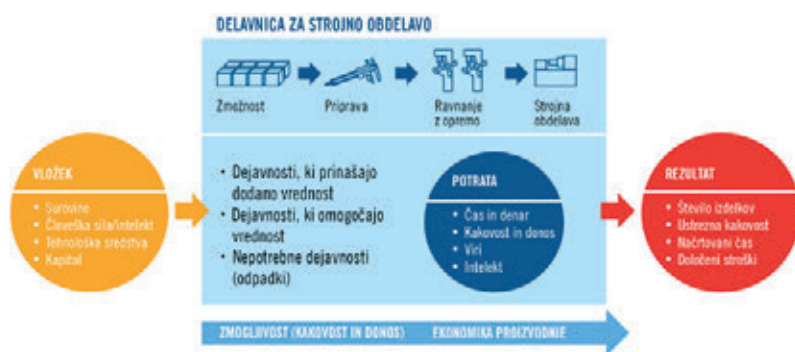 DELAVNICA ZA STROJNO OBDELAVO
Zmožnost
Priprava
Ravnanje
z opremo
Strojna
obdelava
VLOŽEK
• Surovine
• Človeška sila/intelekt
• Tehnološka sredstva
• Kapital
• Dejavnosti, ki prinašajo
dodano vrednost
• Dejavnosti, ki omogočajo
vrednost
• Nepotrebne dejavnosti
(odpadki)
POTRATA
• Čas in denar
• Kakovost in donos
• Viri
• Intelekt
REZULTAT
• Število izdelkov
• Ustrezna kakovost
• Načrtovani čas
• Določeni stroški
ZMOGLJIVOST (KAKOVOST IN DONOS)
EKONOMIKA PROIZVODNJE